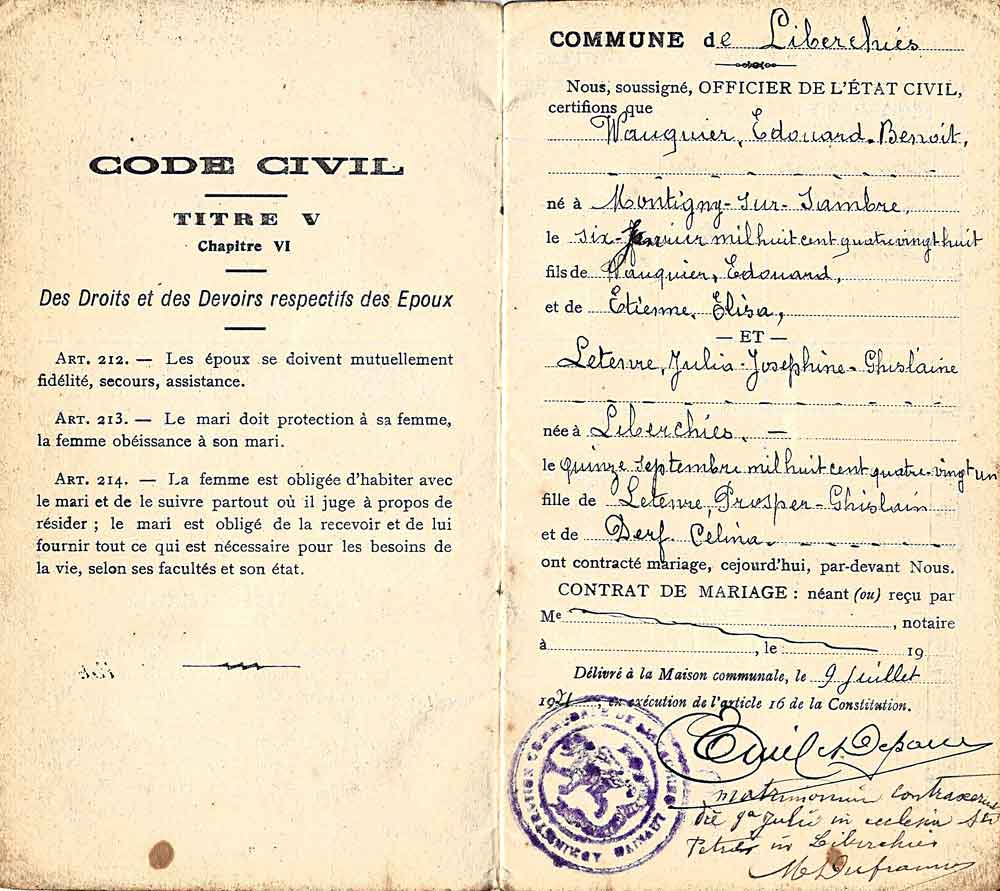 CODE CIVIL
TITRE V
Chapitre VI
Des Droits et des Devoirs respectifs des Epoux
ART. 212. — Les époux se doivent mutuellement
fidélité, secours, assistance.
ART. 213. — Le mari doit protection à sa femme,
la femme obéissance à son mari.
ART. 214. — La femme est obligée d'habiter avec
le mari et de le suivre partout où il juge à propos de
résider ; le mari est obligé de la recevoir et de lui
fournir tout ce qui est nécessaire pour les besoins de
la vie, selon ses facultés et son état.
COMMUNE de Liberchies
Nous, soussigné, OFFICIER DE L'ÉTAT CIVIL,
certifions que
Wauquier, Edouard-Benoit,
né à Montigny-sur-Sambre,
le six-Janvier mil huit cent quatre vingt huit
fils de Wauquier, Edouard,
et de Etienne, Elisa,
— ET —
Letenre, Julia-Josephine-Ghislaine
née à Liberchies, —
le quinze septembre mil huit cent quatre-vingt un
fille de Letenre, Prosper-Ghislain
et de Derf, Celina
ont contracté mariage, cejourd'hui, par-devant Nous.
CONTRAT DE MARIAGE : néant (ou) reçu par
Me , notaire
à , le 19
Délivré à la Maison communale, le 9 Juillet
1921, en exécution de l'article 16 de la Constitution.
ADMINISTRATION COMMUNALE DE
matrimonium contraxerunt
die 9a Julii in ecclesia Sti
Petri in Liberchies